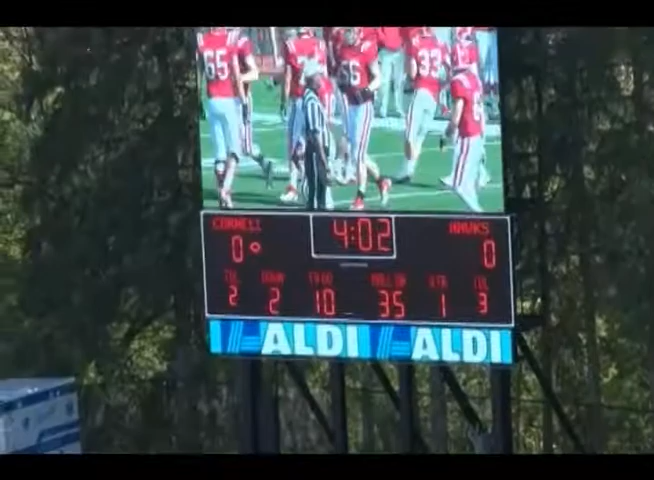 65 33
CORNELL 4:02 HAWKS
0 0
TOL DOWN TO GO BALL ON QTR TOL
2 2 10 35 1 3
ALDI ALDI